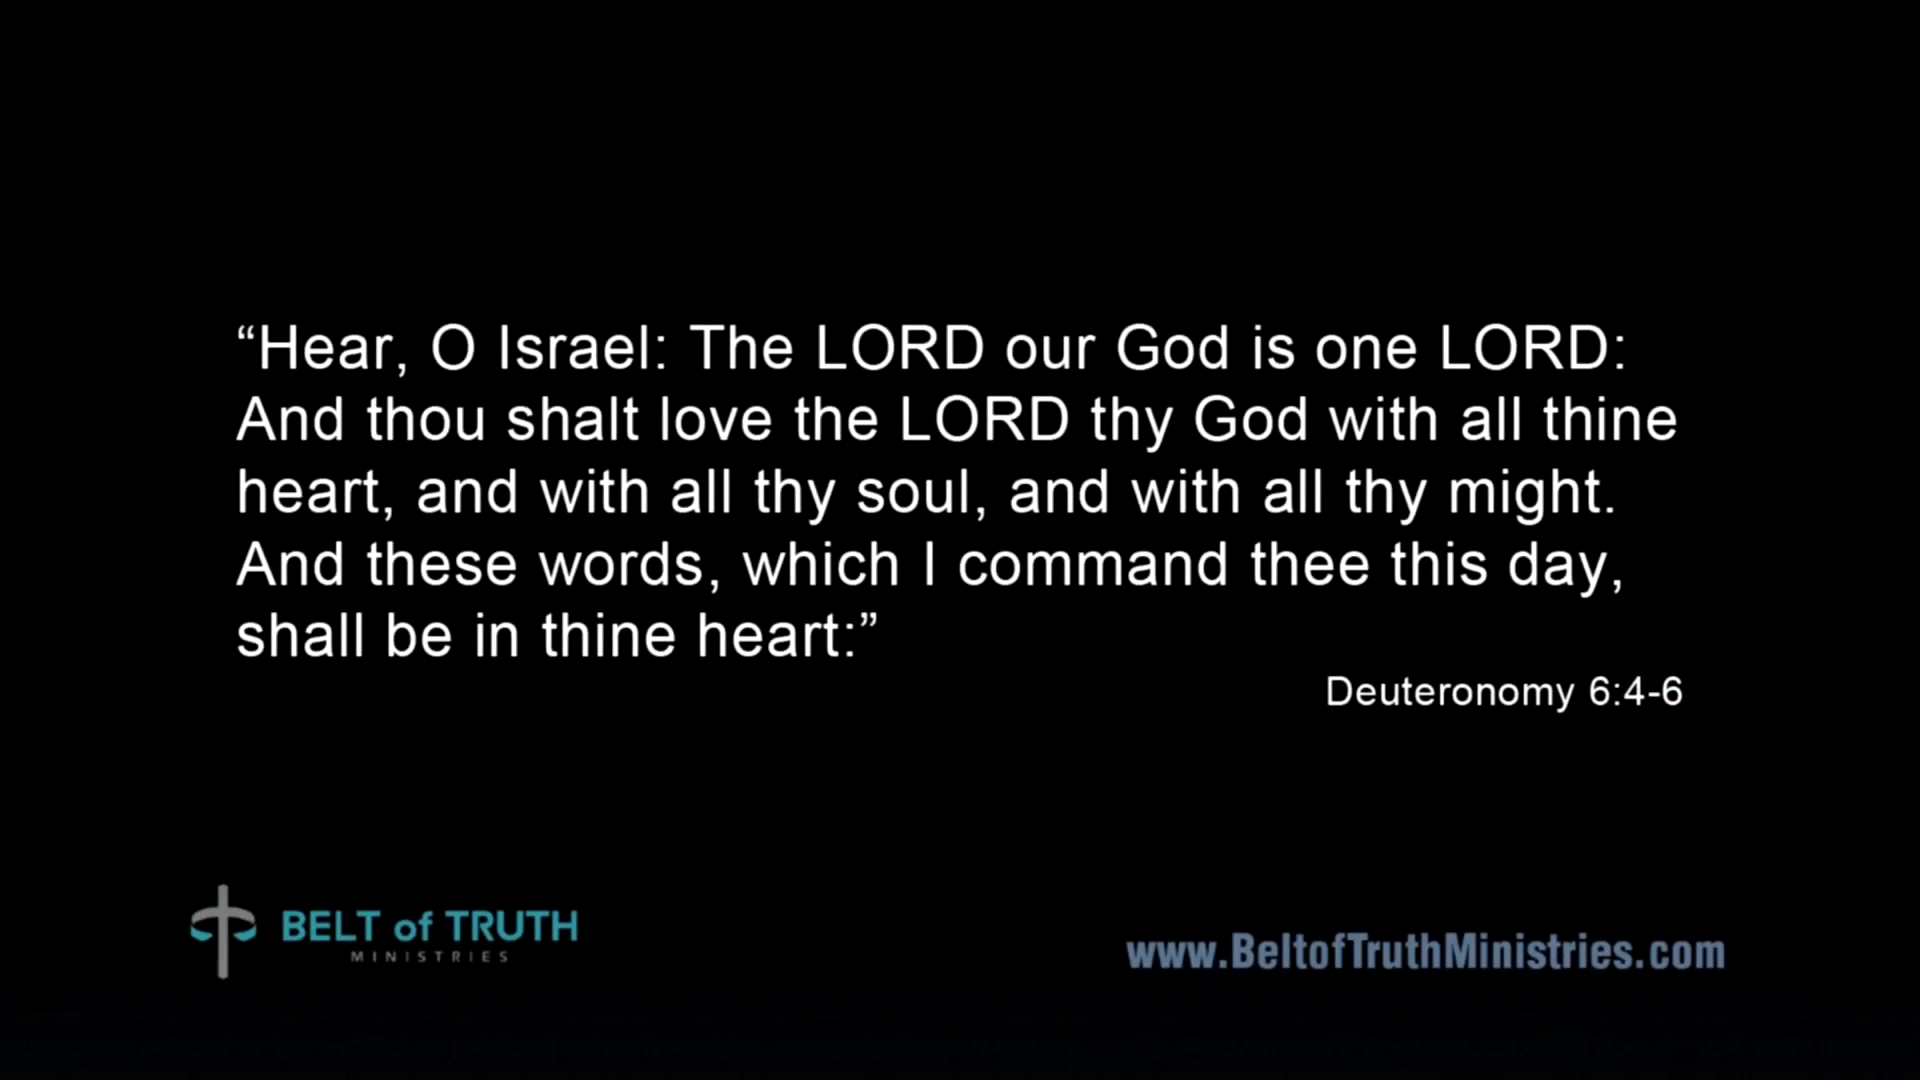 “Hear, O Israel: The LORD our God is one LORD:
And thou shalt love the LORD thy God with all thine
heart, and with all thy soul, and with all thy might.
And these words, which I command thee this day,
shall be in thine heart:”
Deuteronomy 6:4-6
BELT of TRUTH
MINISTRIES
www.BeltofTruthMinistries.com